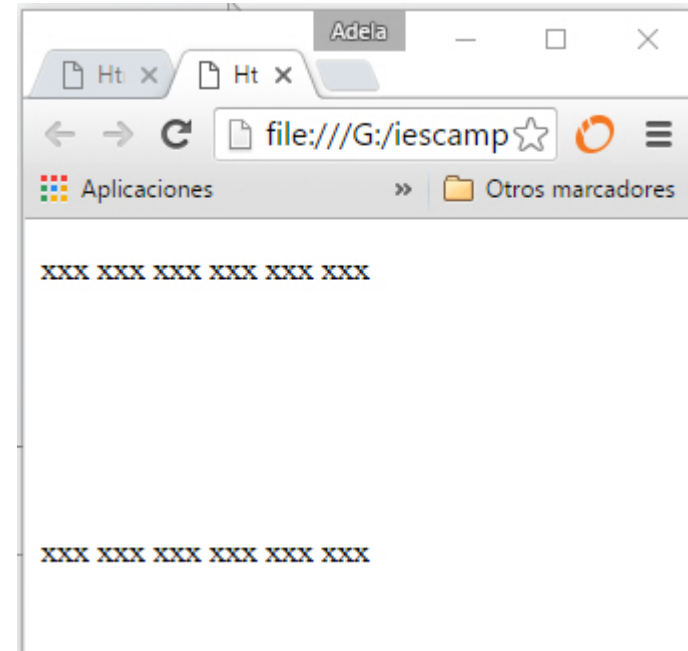 Adela
Ht Ht
file:///G:/iescamp
Aplicaciones » Otros marcadores
xxx xxx xxx xxx xxx xxx
xxx xxx xxx xxx xxx xxx